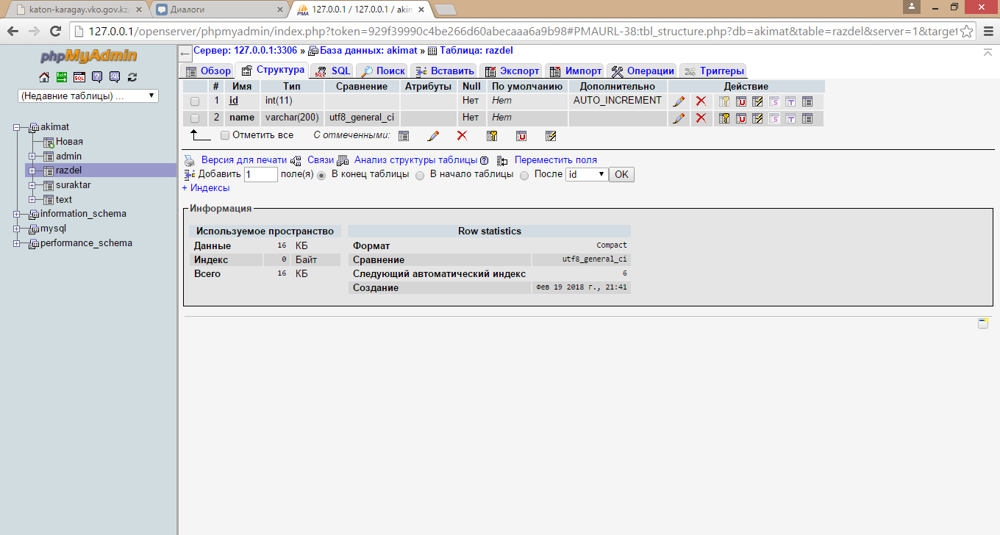 katon-karagay.vko.gov.kz/
Диалоги
127.0.0.1 / 127.0.0.1 / akim
127.0.0.1/openserver/phpmyadmin/index.php?token=929f39990c4be266d60abecaaa6a9b98#PMAURL-38:tbl_structure.php?db=akimat&table=razdel&server=1&target
phpMyAdmin
(Недавние таблицы) ...
akimat
Новая
admin
razdel
suraktar
text
information_schema
mysql
performance_schema
Сервер: 127.0.0.1:3306 » База данных: akimat » Таблица: razdel
Обзор Структура SQL Поиск Вставить Экспорт Импорт Операции Триггеры
# Имя Тип Сравнение Атрибуты Null По умолчанию Дополнительно Действие
1 id int(11) Нет Нет AUTO_INCREMENT
2 name varchar(200) utf8_general_ci Нет Нет
Отметить все С отмеченными:
Версия для печати Связи Анализ структуры таблицы Переместить поля
Добавить 1 поле(я) В конец таблицы В начало таблицы После id OK
+ Индексы
Информация
Используемое пространство
Данные 16 КБ
Индекс 0 Байт
Всего 16 КБ
Row statistics
Формат Compact
Сравнение utf8_general_ci
Следующий автоматический индекс 6
Создание Фев 19 2018 г., 21:41